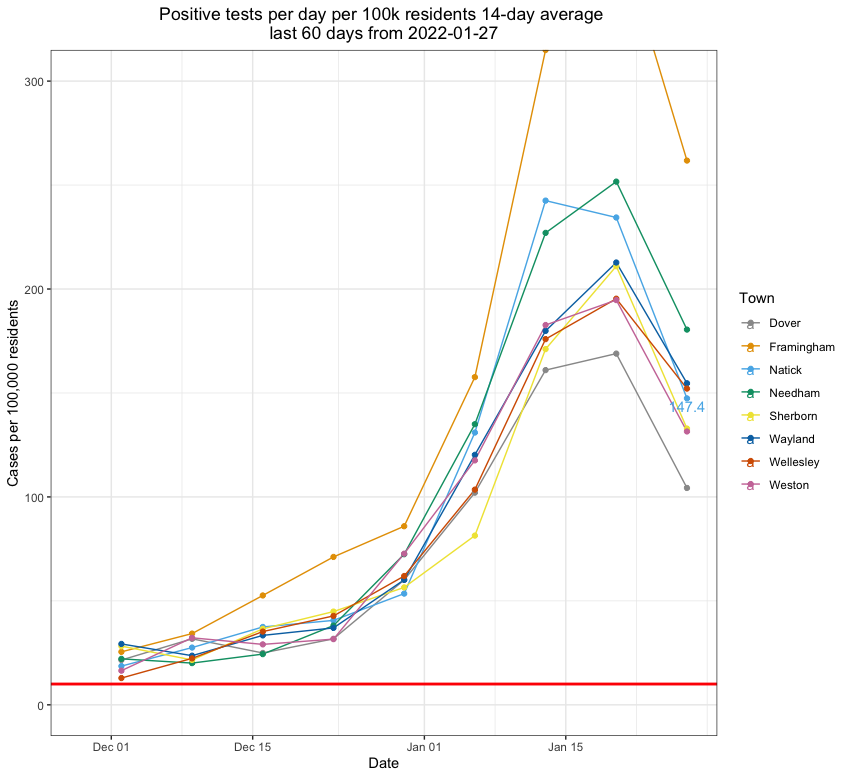 Positive tests per day per 100k residents 14-day average
last 60 days from 2022-01-27
300
200
100
0
Cases per 100,000 residents
147.4
Dec 01
Dec 15
Jan 01
Jan 15
Date
Town
a Dover
a Framingham
a Natick
a Needham
a Sherborn
a Wayland
a Wellesley
a Weston